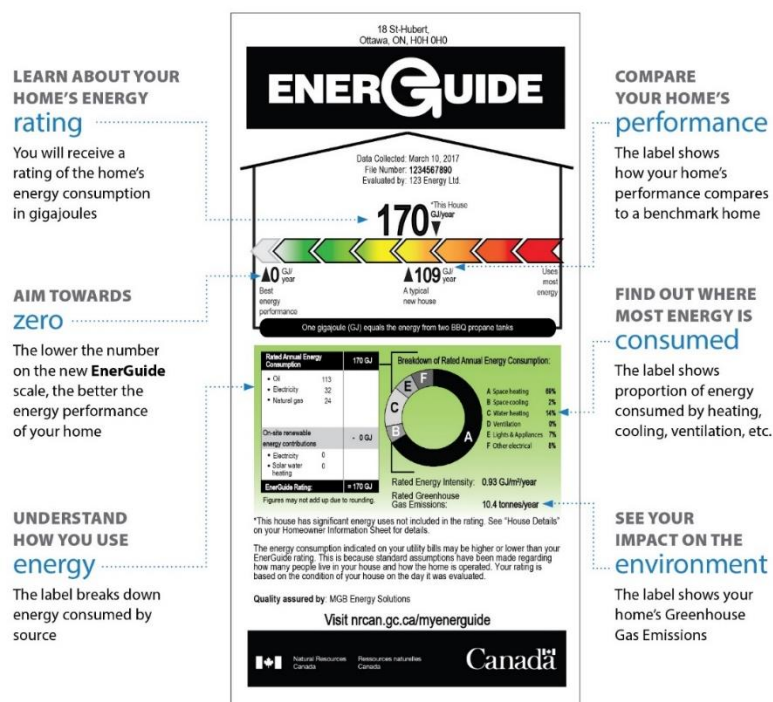 LEARN ABOUT YOUR
HOME'S ENERGY
rating
You will receive a
rating of the home's
energy consumption
in gigajoules
AIM TOWARDS
zero
The lower the number
on the new EnerGuide
scale, the better the
energy performance
of your home
UNDERSTAND
HOW YOU USE
energy
The label breaks down
energy consumed by
source
18 St-Hubert,
Ottawa, ON, H0H 0H0
ENERGUIDE
Data Collected: March 10, 2017
File Number: 1234567890
Evaluated by: 123 Energy Ltd.
170 *This House GJ/year
0 GJ/year
Best
energy
performance
109 GJ/year
A typical
new house
Uses
most
energy
One gigajoule (GJ) equals the energy from two BBQ propane tanks
Rated Annual Energy
Consumption 170 GJ
• Oil 113
• Electricity 32
• Natural gas 24
On-site renewable
energy contributions - 0 GJ
• Electricity 0
• Solar water
heating 0
EnerGuide Rating: = 170 GJ
Figures may not add up due to rounding.
Breakdown of Rated Annual Energy Consumption:
F
E
C
B
A
A Space heating 69%
B Space cooling 2%
C Water heating 14%
D Ventilation 0%
E Lights & Appliances 7%
F Other electrical 8%
Rated Energy Intensity: 0.93 GJ/m²/year
Rated Greenhouse
Gas Emissions: 10.4 tonnes/year
*This house has significant energy uses not included in the rating. See "House Details"
on your Homeowner Information Sheet for details.
The energy consumption indicated on your utility bills may be higher or lower than your
EnerGuide rating. This is because standard assumptions have been made regarding
how many people live in your house and how the home is operated. Your rating is
based on the condition of your house on the day it was evaluated.
Quality assured by: MGB Energy Solutions
Visit nrcan.gc.ca/myenerguide
Natural Resources
Canada
Ressources naturelles
Canada
Canada
COMPARE
YOUR HOME'S
performance
The label shows
how your home's
performance compares
to a benchmark home
FIND OUT WHERE
MOST ENERGY IS
consumed
The label shows
proportion of energy
consumed by heating,
cooling, ventilation, etc.
SEE YOUR
IMPACT ON THE
environment
The label shows your
home's Greenhouse
Gas Emissions